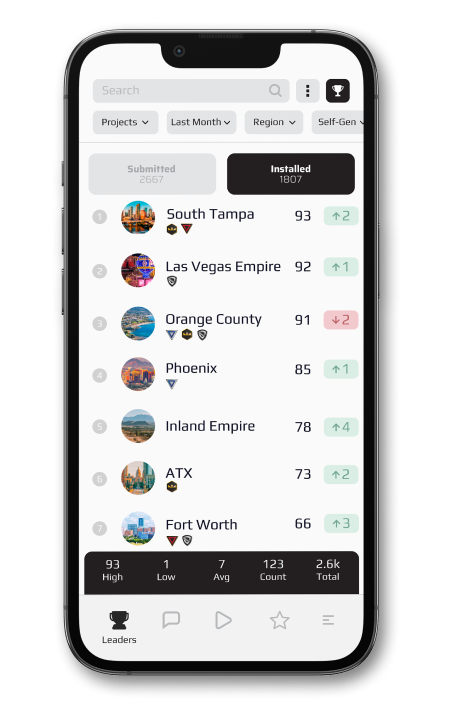 Search
Projects Last Month Region Self-Gen
Submitted
2667
Installed
1807
1 South Tampa 93 ↑2
2 Las Vegas Empire 92 ↑1
3 Orange County 91 ↓2
4 Phoenix 85 ↑1
5 Inland Empire 78 ↑4
6 ATX 73 ↑2
7 Fort Worth 66 ↑3
93 1 7 123 2.6k
High Low Avg Count Total
Leaders